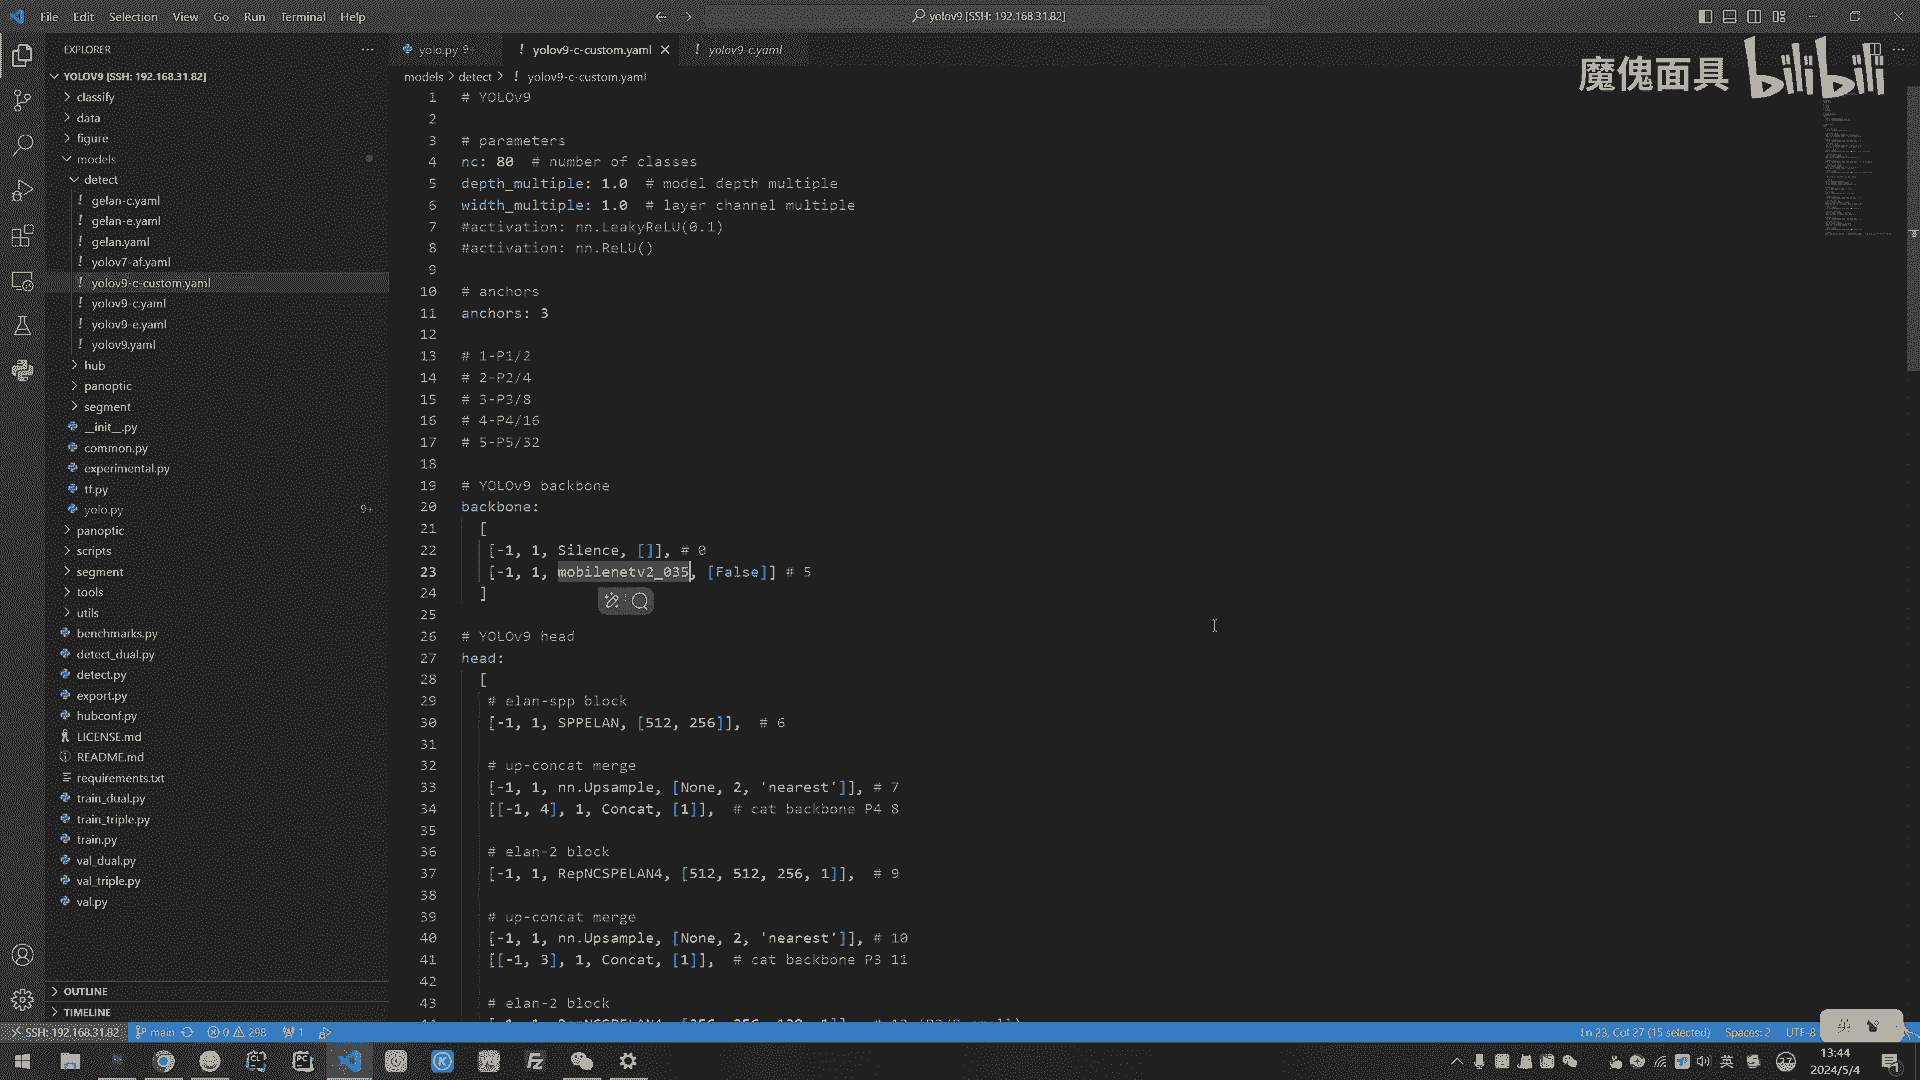 File Edit Selection View Go Run Terminal Help
yolov9 [SSH: 192.168.31.82]
EXPLORER
YOLOV9 [SSH: 192.168.31.82]
classify
data
figure
models
detect
gelan-c.yaml
gelan-e.yaml
gelan.yaml
yolov7-af.yaml
yolov9-c-custom.yaml
yolov9-c.yaml
yolov9-e.yaml
yolov9.yaml
hub
panoptic
segment
__init__.py
common.py
experimental.py
tf.py
yolo.py 9+
panoptic
scripts
segment
tools
utils
benchmarks.py
detect_dual.py
detect.py
export.py
hubconf.py
LICENSE.md
README.md
requirements.txt
train_dual.py
train_triple.py
train.py
val_dual.py
val_triple.py
val.py
OUTLINE
TIMELINE
yolo.py 9+ ! yolov9-c-custom.yaml ! yolov9-c.yaml
models > detect > ! yolov9-c-custom.yaml
魔傀面具 bilibili
1 # YOLOv9
2
3 # parameters
4 nc: 80 # number of classes
5 depth_multiple: 1.0 # model depth multiple
6 width_multiple: 1.0 # layer channel multiple
7 #activation: nn.LeakyReLU(0.1)
8 #activation: nn.ReLU()
9
10 # anchors
11 anchors: 3
12
13 # 1-P1/2
14 # 2-P2/4
15 # 3-P3/8
16 # 4-P4/16
17 # 5-P5/32
18
19 # YOLOv9 backbone
20 backbone:
21 [
22 [-1, 1, Silence, []], # 0
23 [-1, 1, mobilenetv2_035, [False]] # 5
24 ]
25
26 # YOLOv9 head
27 head:
28 [
29 # elan-spp block
30 [-1, 1, SPPELAN, [512, 256]], # 6
31
32 # up-concat merge
33 [-1, 1, nn.Upsample, [None, 2, 'nearest']], # 7
34 [[-1, 4], 1, Concat, [1]], # cat backbone P4 8
35
36 # elan-2 block
37 [-1, 1, RepNCSPELAN4, [512, 512, 256, 1]], # 9
38
39 # up-concat merge
40 [-1, 1, nn.Upsample, [None, 2, 'nearest']], # 10
41 [[-1, 3], 1, Concat, [1]], # cat backbone P3 11
42
43 # elan-2 block
SSH: 192.168.31.82 main 0 298 1
Ln 23, Col 27 (15 selected) Spaces: 2 UTF-8
英 37 13:44
2024/5/4